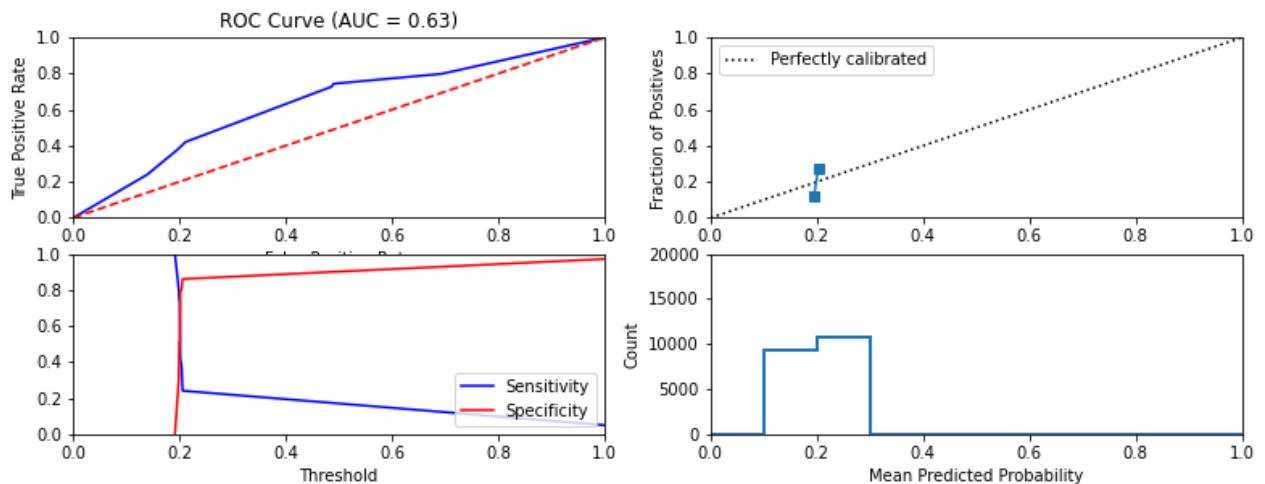 ROC Curve (AUC = 0.63)
True Positive Rate
1.0
0.8
0.6
0.4
0.2
0.0
0.0 0.2 0.4 0.6 0.8 1.0
Fraction of Positives
1.0
0.8
0.6
0.4
0.2
0.0
Perfectly calibrated
0.0 0.2 0.4 0.6 0.8 1.0
1.0
0.8
0.6
0.4
0.2
0.0
Sensitivity
Specificity
0.0 0.2 0.4 0.6 0.8 1.0
Threshold
Count
20000
15000
10000
5000
0
0.0 0.2 0.4 0.6 0.8 1.0
Mean Predicted Probability